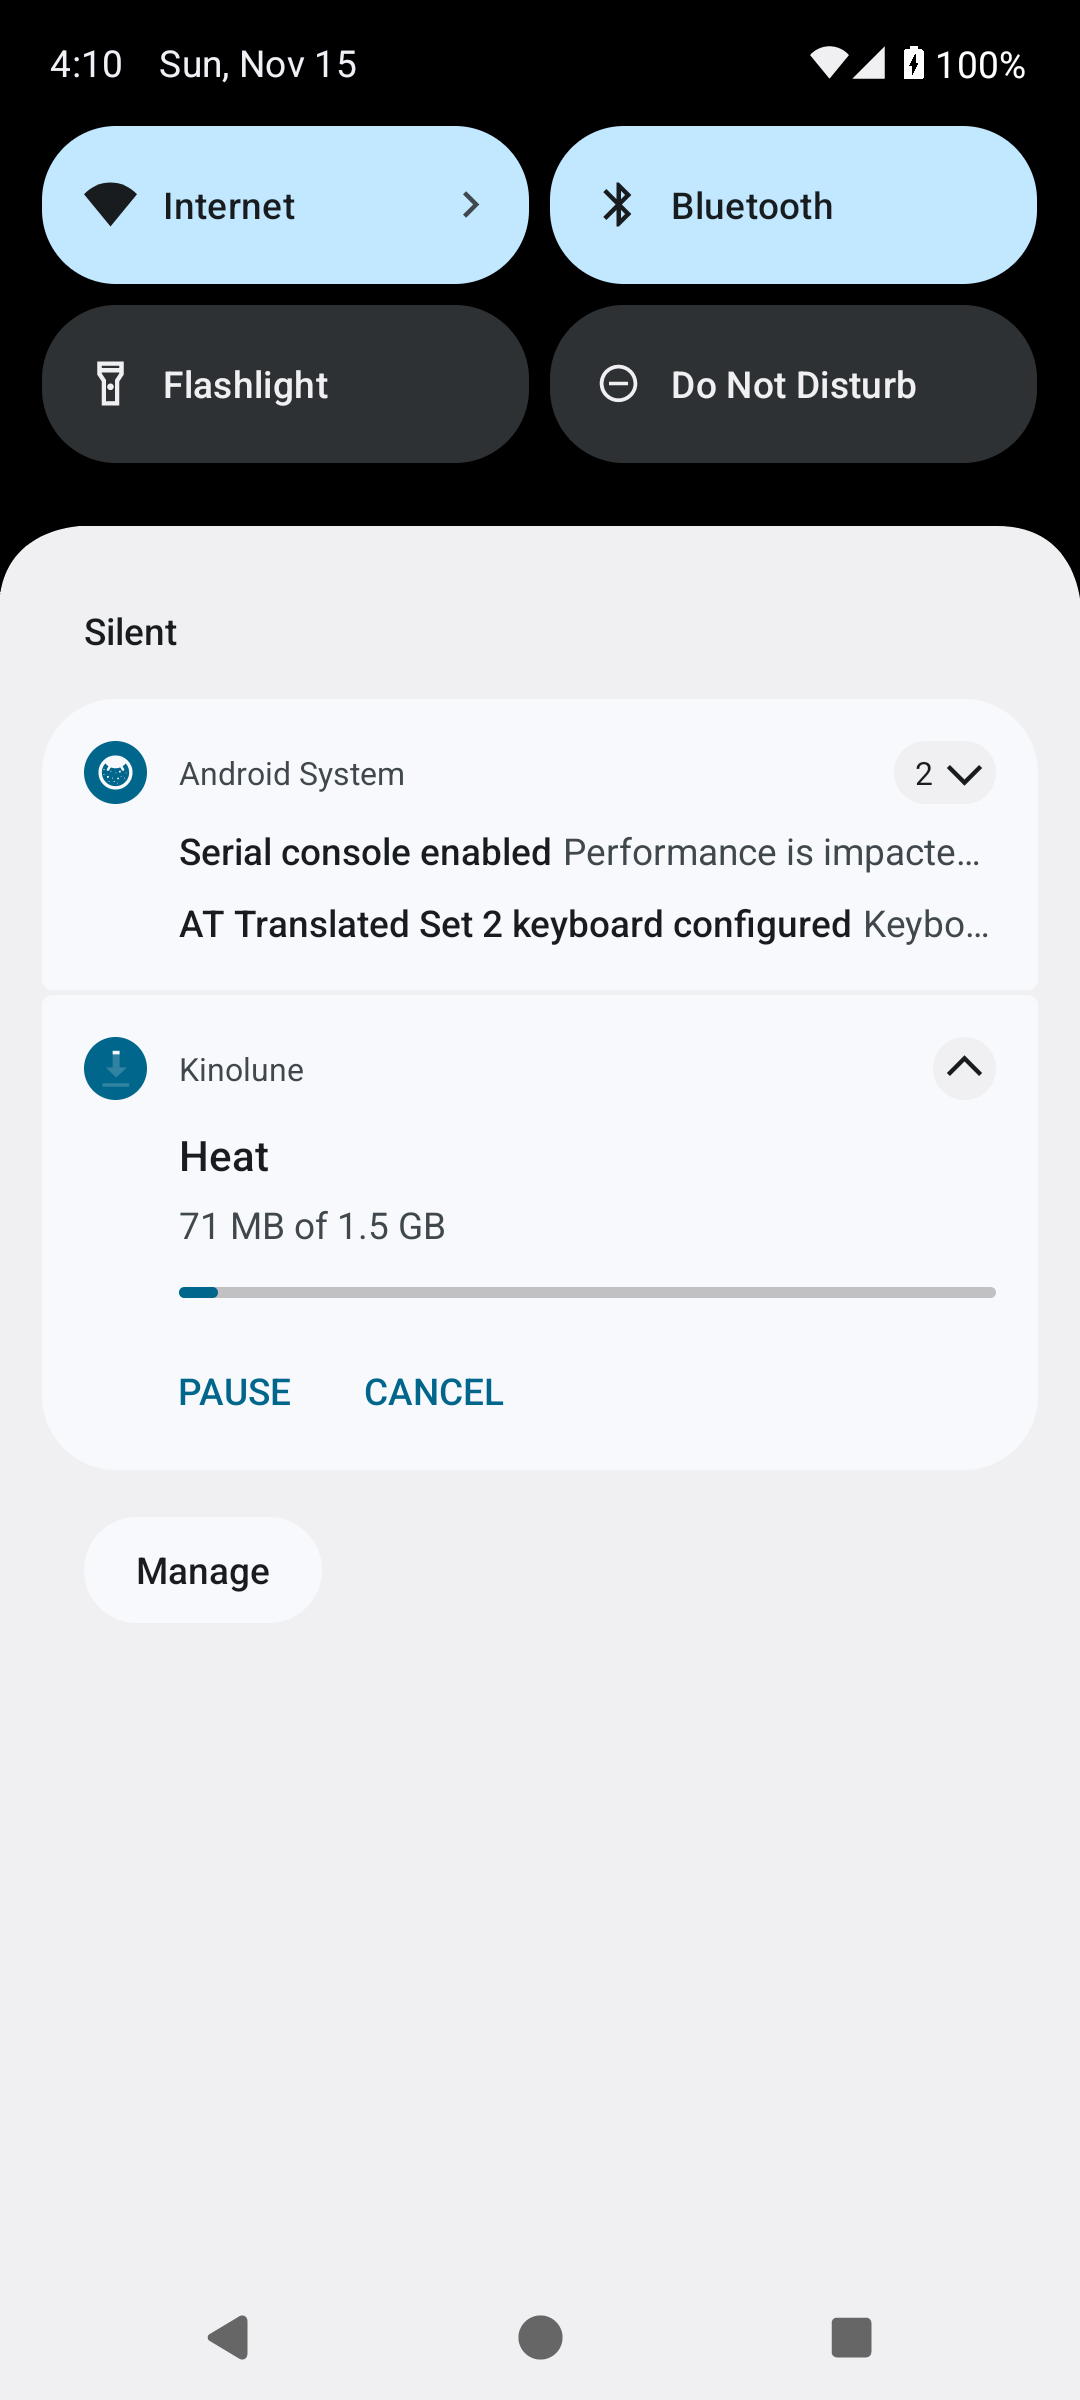 4:10 Sun, Nov 15 100%
Internet
Bluetooth
Flashlight
Do Not Disturb
Silent
Android System 2
Serial console enabled Performance is impacte…
AT Translated Set 2 keyboard configured Keybo…
Kinolune
Heat
71 MB of 1.5 GB
PAUSE CANCEL
Manage